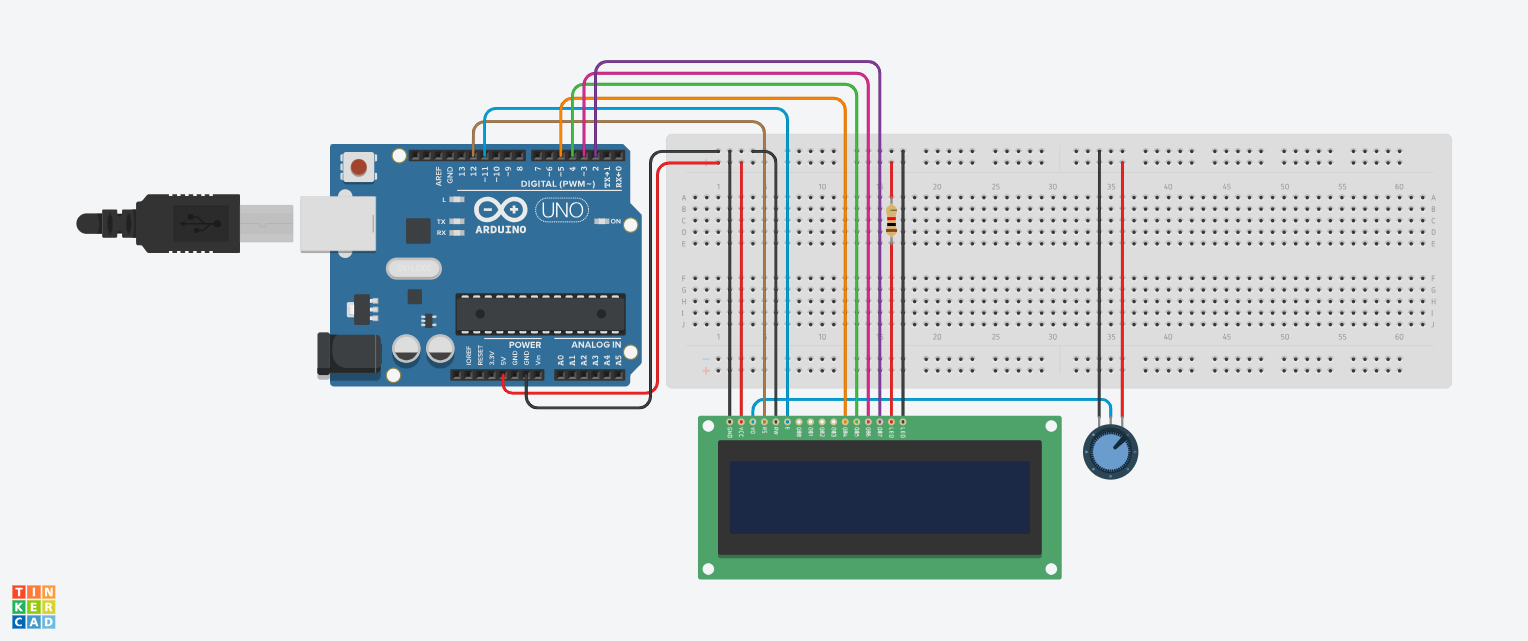 AREF
GND
13
12
~11
~10
~9
8
7
~6
~5
4
~3
2
TX→1
RX←0
DIGITAL (PWM~)
L
TX
RX
ARDUINO
UNO
ON
POWER
ANALOG IN
IOREF
RESET
3.3V
5V
GND
GND
Vin
A0
A1
A2
A3
A4
A5
1 10 15 20 25 30 35 40 45 50 55 60
A A
B B
C C
D D
E E
F F
G G
H H
I I
J J
1 10 15 20 25 30 35 40 45 50 55 60
GND
VCC
V0
RS
RW
E
DB0
DB1
DB2
DB3
DB4
DB5
DB6
DB7
LED
LED
TIN
KER
CAD